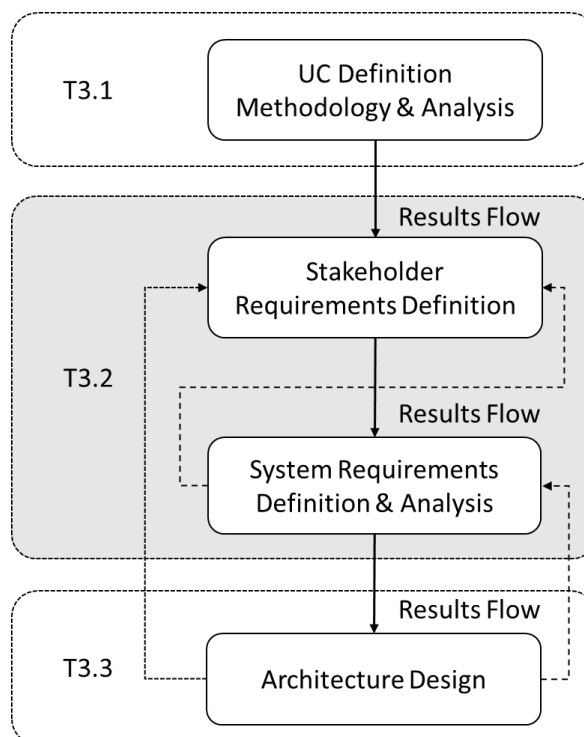 T3.1
UC Definition
Methodology & Analysis
Results Flow
Stakeholder
Requirements Definition
T3.2
Results Flow
System Requirements
Definition & Analysis
Results Flow
T3.3
Architecture Design